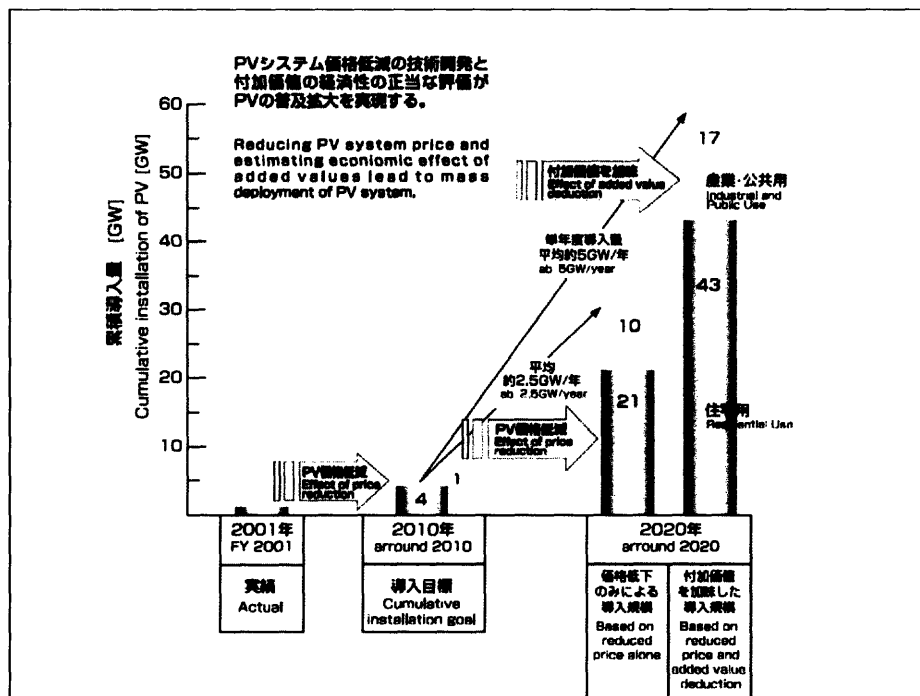 PVシステム価格低減の技術開発と
付加価値の経済性の正当な評価が
PVの普及拡大を実現する。
Reducing PV system price and
estimating economic effect of
added values lead to mass
deployment of PV system.
累積導入量 [GW]
Cumulative installation of PV [GW]
60
50
40
30
20
10
付加価値を加味
Effect of added value
deduction
17
産業・公共用
Industrial and
Public Use
単年度導入量
平均約5GW/年
ab 5GW/year
43
10
平均
約2.5GW/年
ab 2.5GW/year
21
住宅用
Residential Use
PV価格低減
Effect of price
reduction
PV価格低減
Effect of price
reduction
1
4
2001年
FY 2001
2010年
arround 2010
2020年
arround 2020
実績
Actual
導入目標
Cumulative
installation goal
価格低下
のみによる
導入規模
Based on
reduced
price alone
付加価値
を加味した
導入規模
Based on
reduced
price and
added value
deduction